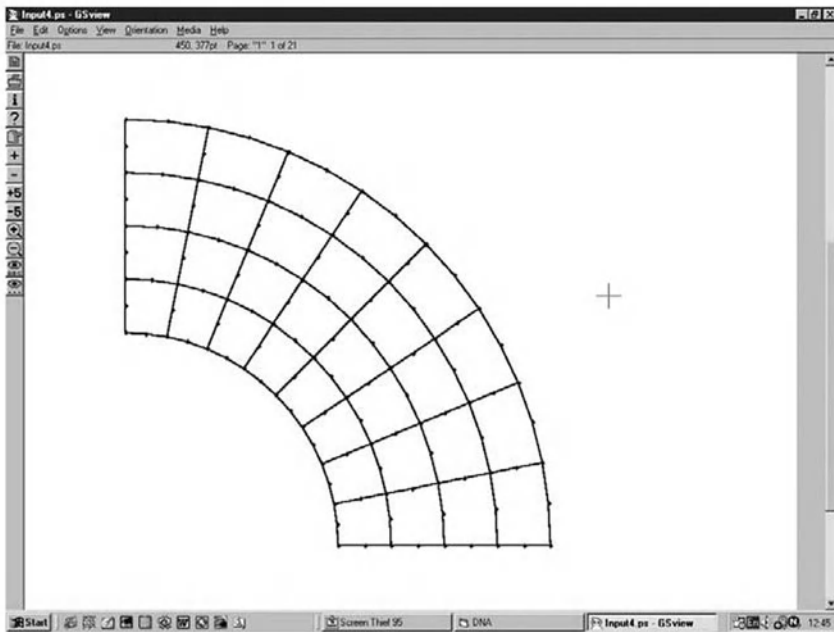 Input4.ps - GSview
File Edit Options View Orientation Media Help
File: Input4.ps 450, 377pt Page: "1" 1 of 21
i
?
+
-
+5
-5
Start Screen Thief 95 DNA Input4.ps - GSview 12:45